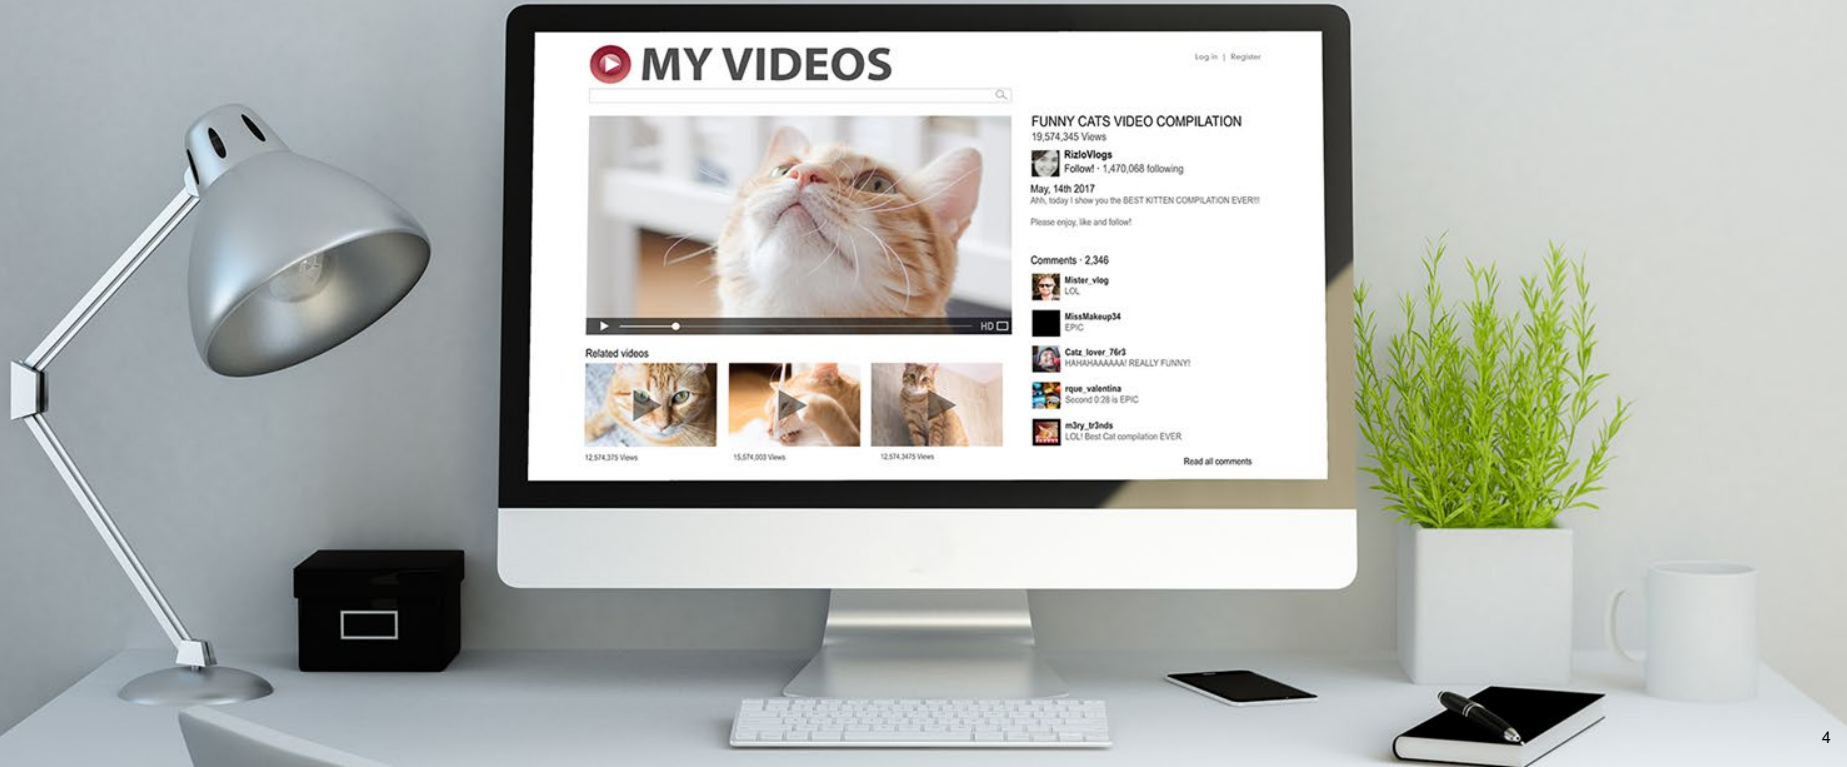 MY VIDEOS
Log in | Register
FUNNY CATS VIDEO COMPILATION
19,574,345 Views
RizloVlogs
Follow! · 1,470,068 following
May, 14th 2017
Ahh, today I show you the BEST KITTEN COMPILATION EVER!!!
Please enjoy, like and follow!
HD
Comments · 2,346
Mister_vlog
LOL
MissMakeup34
EPIC
Catz_lover_76r3
HAHAHAAAAAA! REALLY FUNNY!
rque_valentina
Second 0:28 is EPIC
m3ry_tr3nds
LOL! Best Cat compilation EVER
Read all comments
Related videos
12,574,375 Views
15,574,003 Views
12,574,3475 Views
4